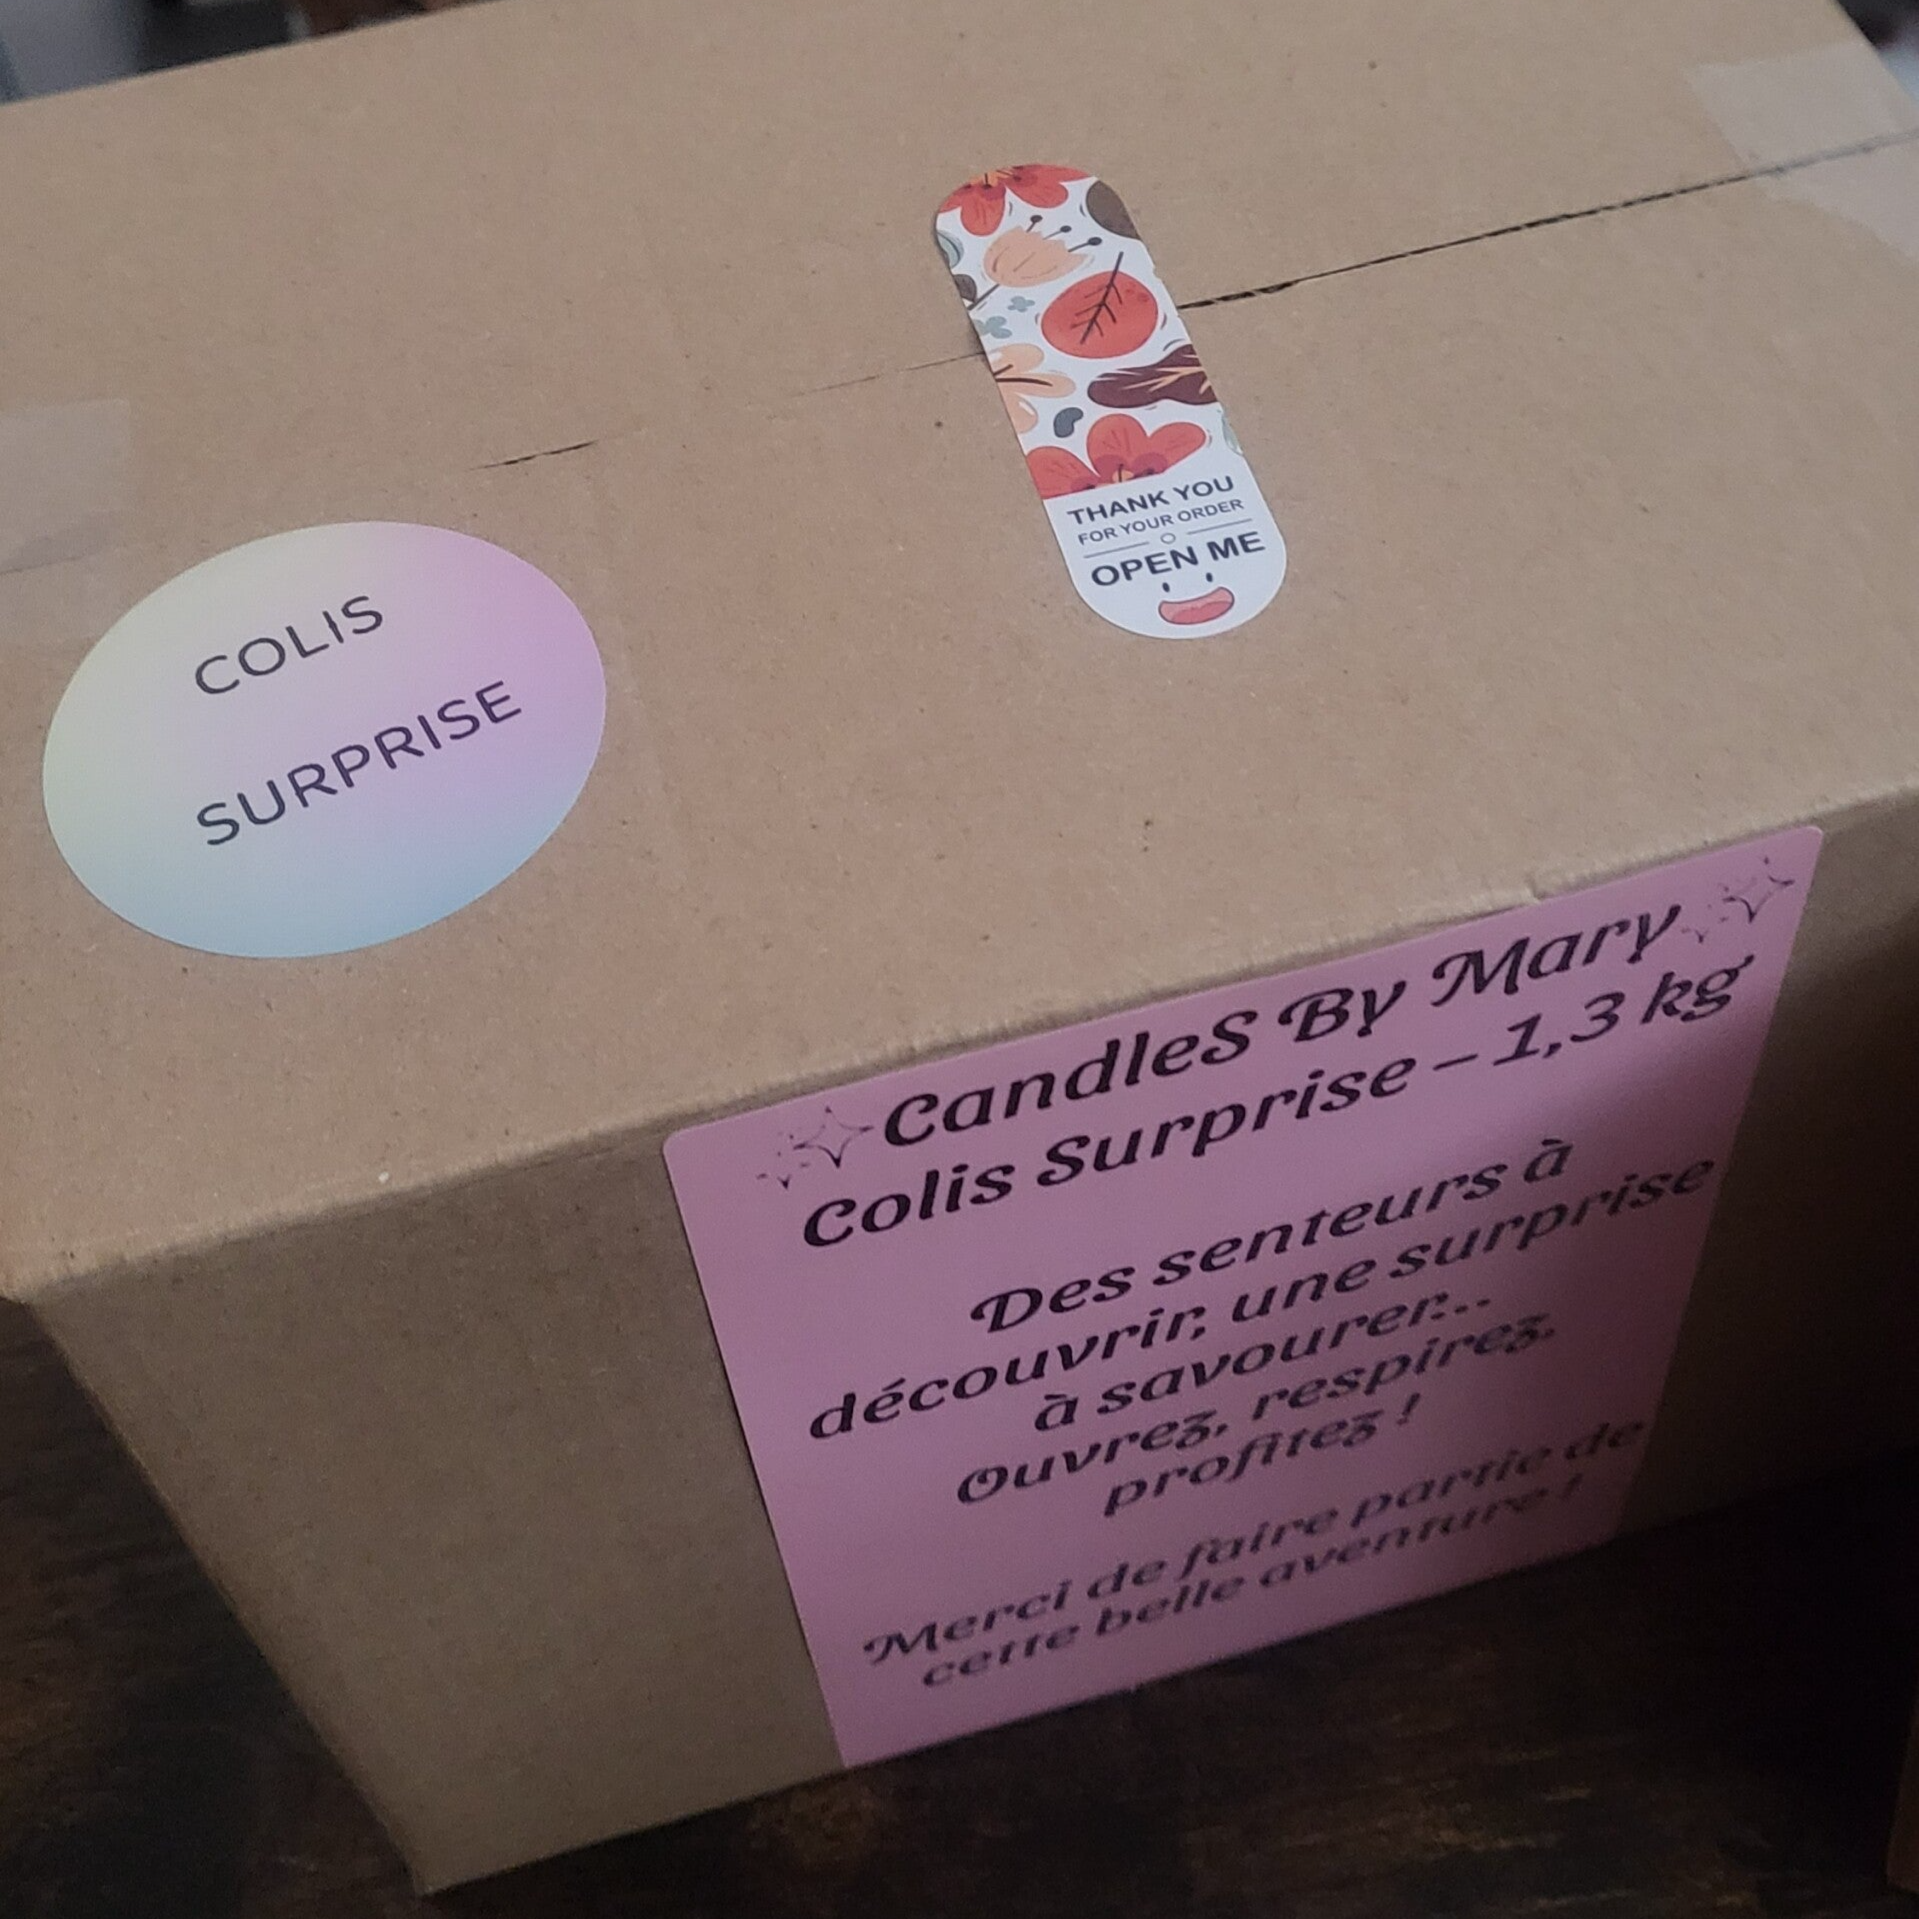 COLIS
SURPRISE
THANK YOU
FOR YOUR ORDER
OPEN ME
CandleS By Mary
Colis Surprise – 1,3 kg
Des senteurs à
découvrir, une surprise
à savourer...
Ouvrez, respirez,
profitez !
Merci de faire partie de
cette belle aventure !